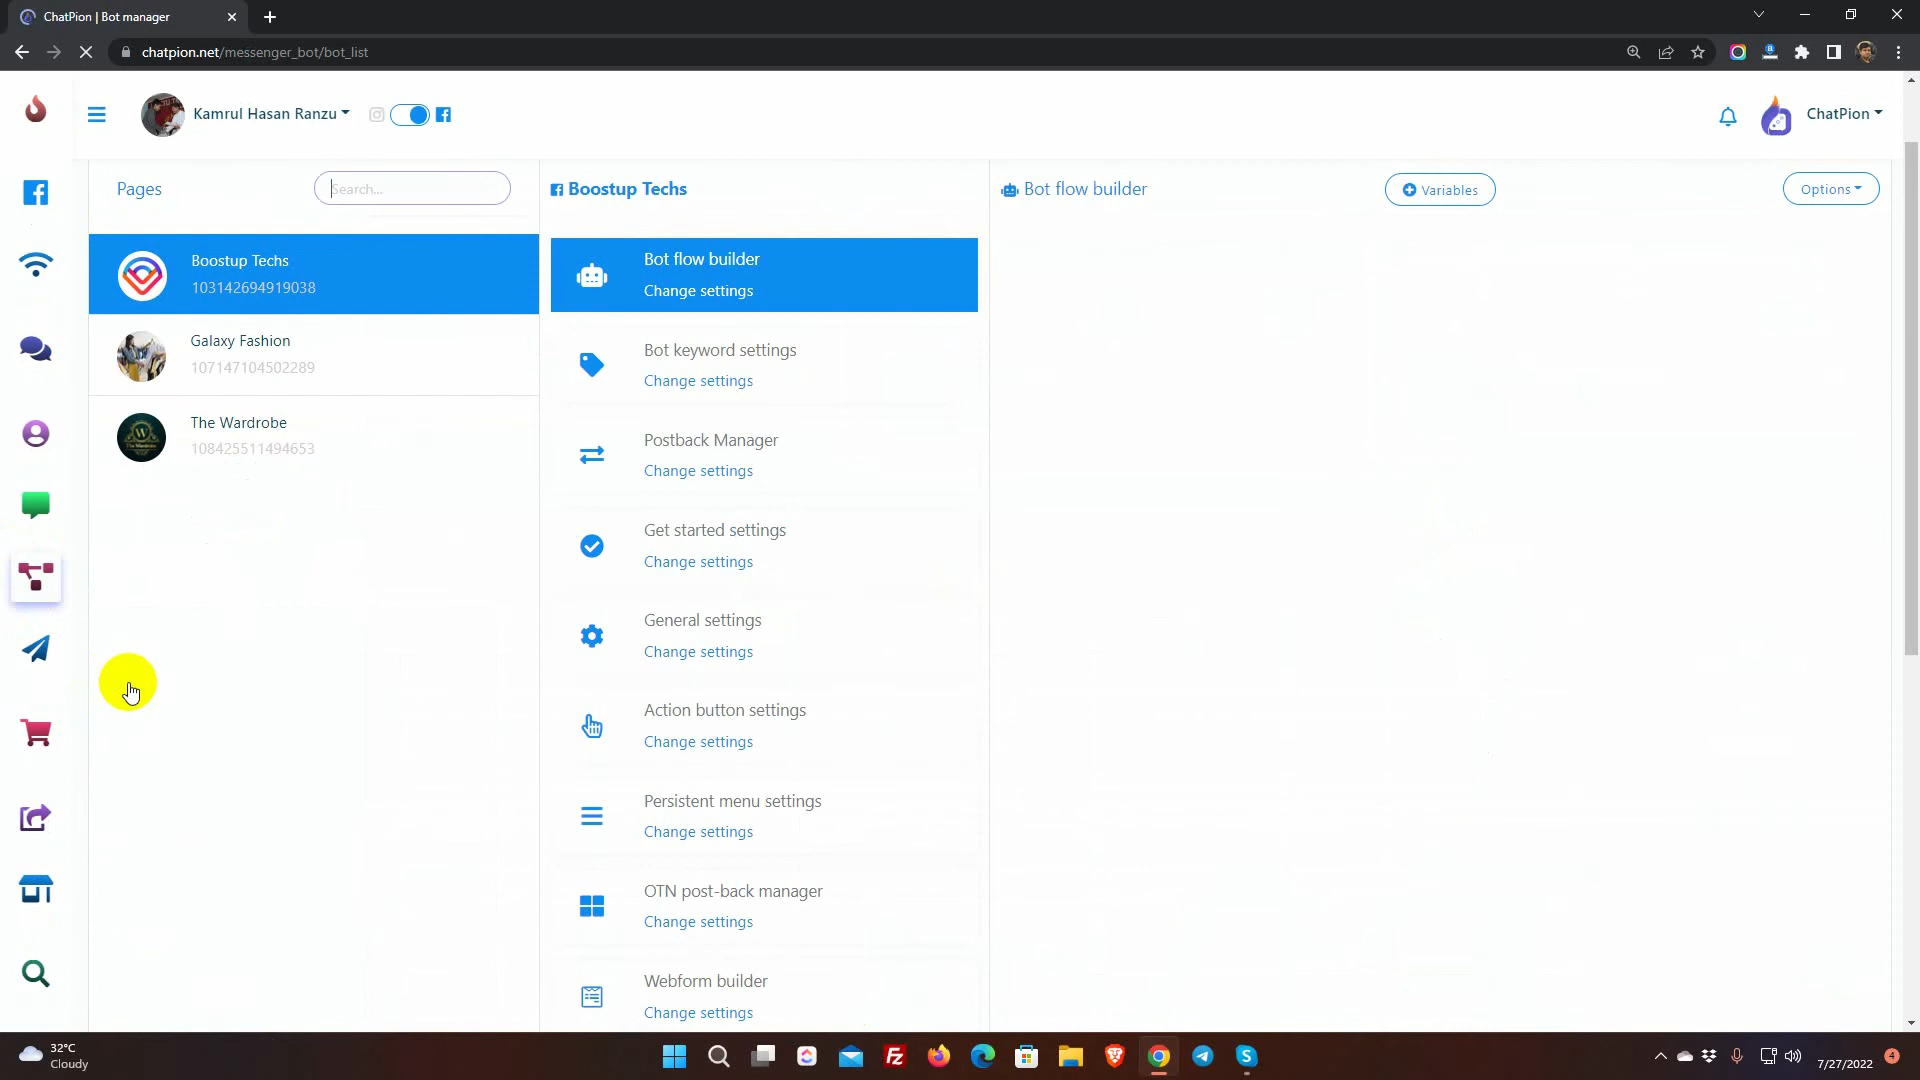 ChatPion | Bot manager
chatpion.net/messenger_bot/bot_list
Kamrul Hasan Ranzu
ChatPion
Pages
Search...
Boostup Techs
103142694919038
Galaxy Fashion
107147104502289
The Wardrobe
108425511494653
Boostup Techs
Bot flow builder
Change settings
Bot keyword settings
Change settings
Postback Manager
Change settings
Get started settings
Change settings
General settings
Change settings
Action button settings
Change settings
Persistent menu settings
Change settings
OTN post-back manager
Change settings
Webform builder
Change settings
Bot flow builder
Variables
Options
32°C
Cloudy
7/27/2022
4